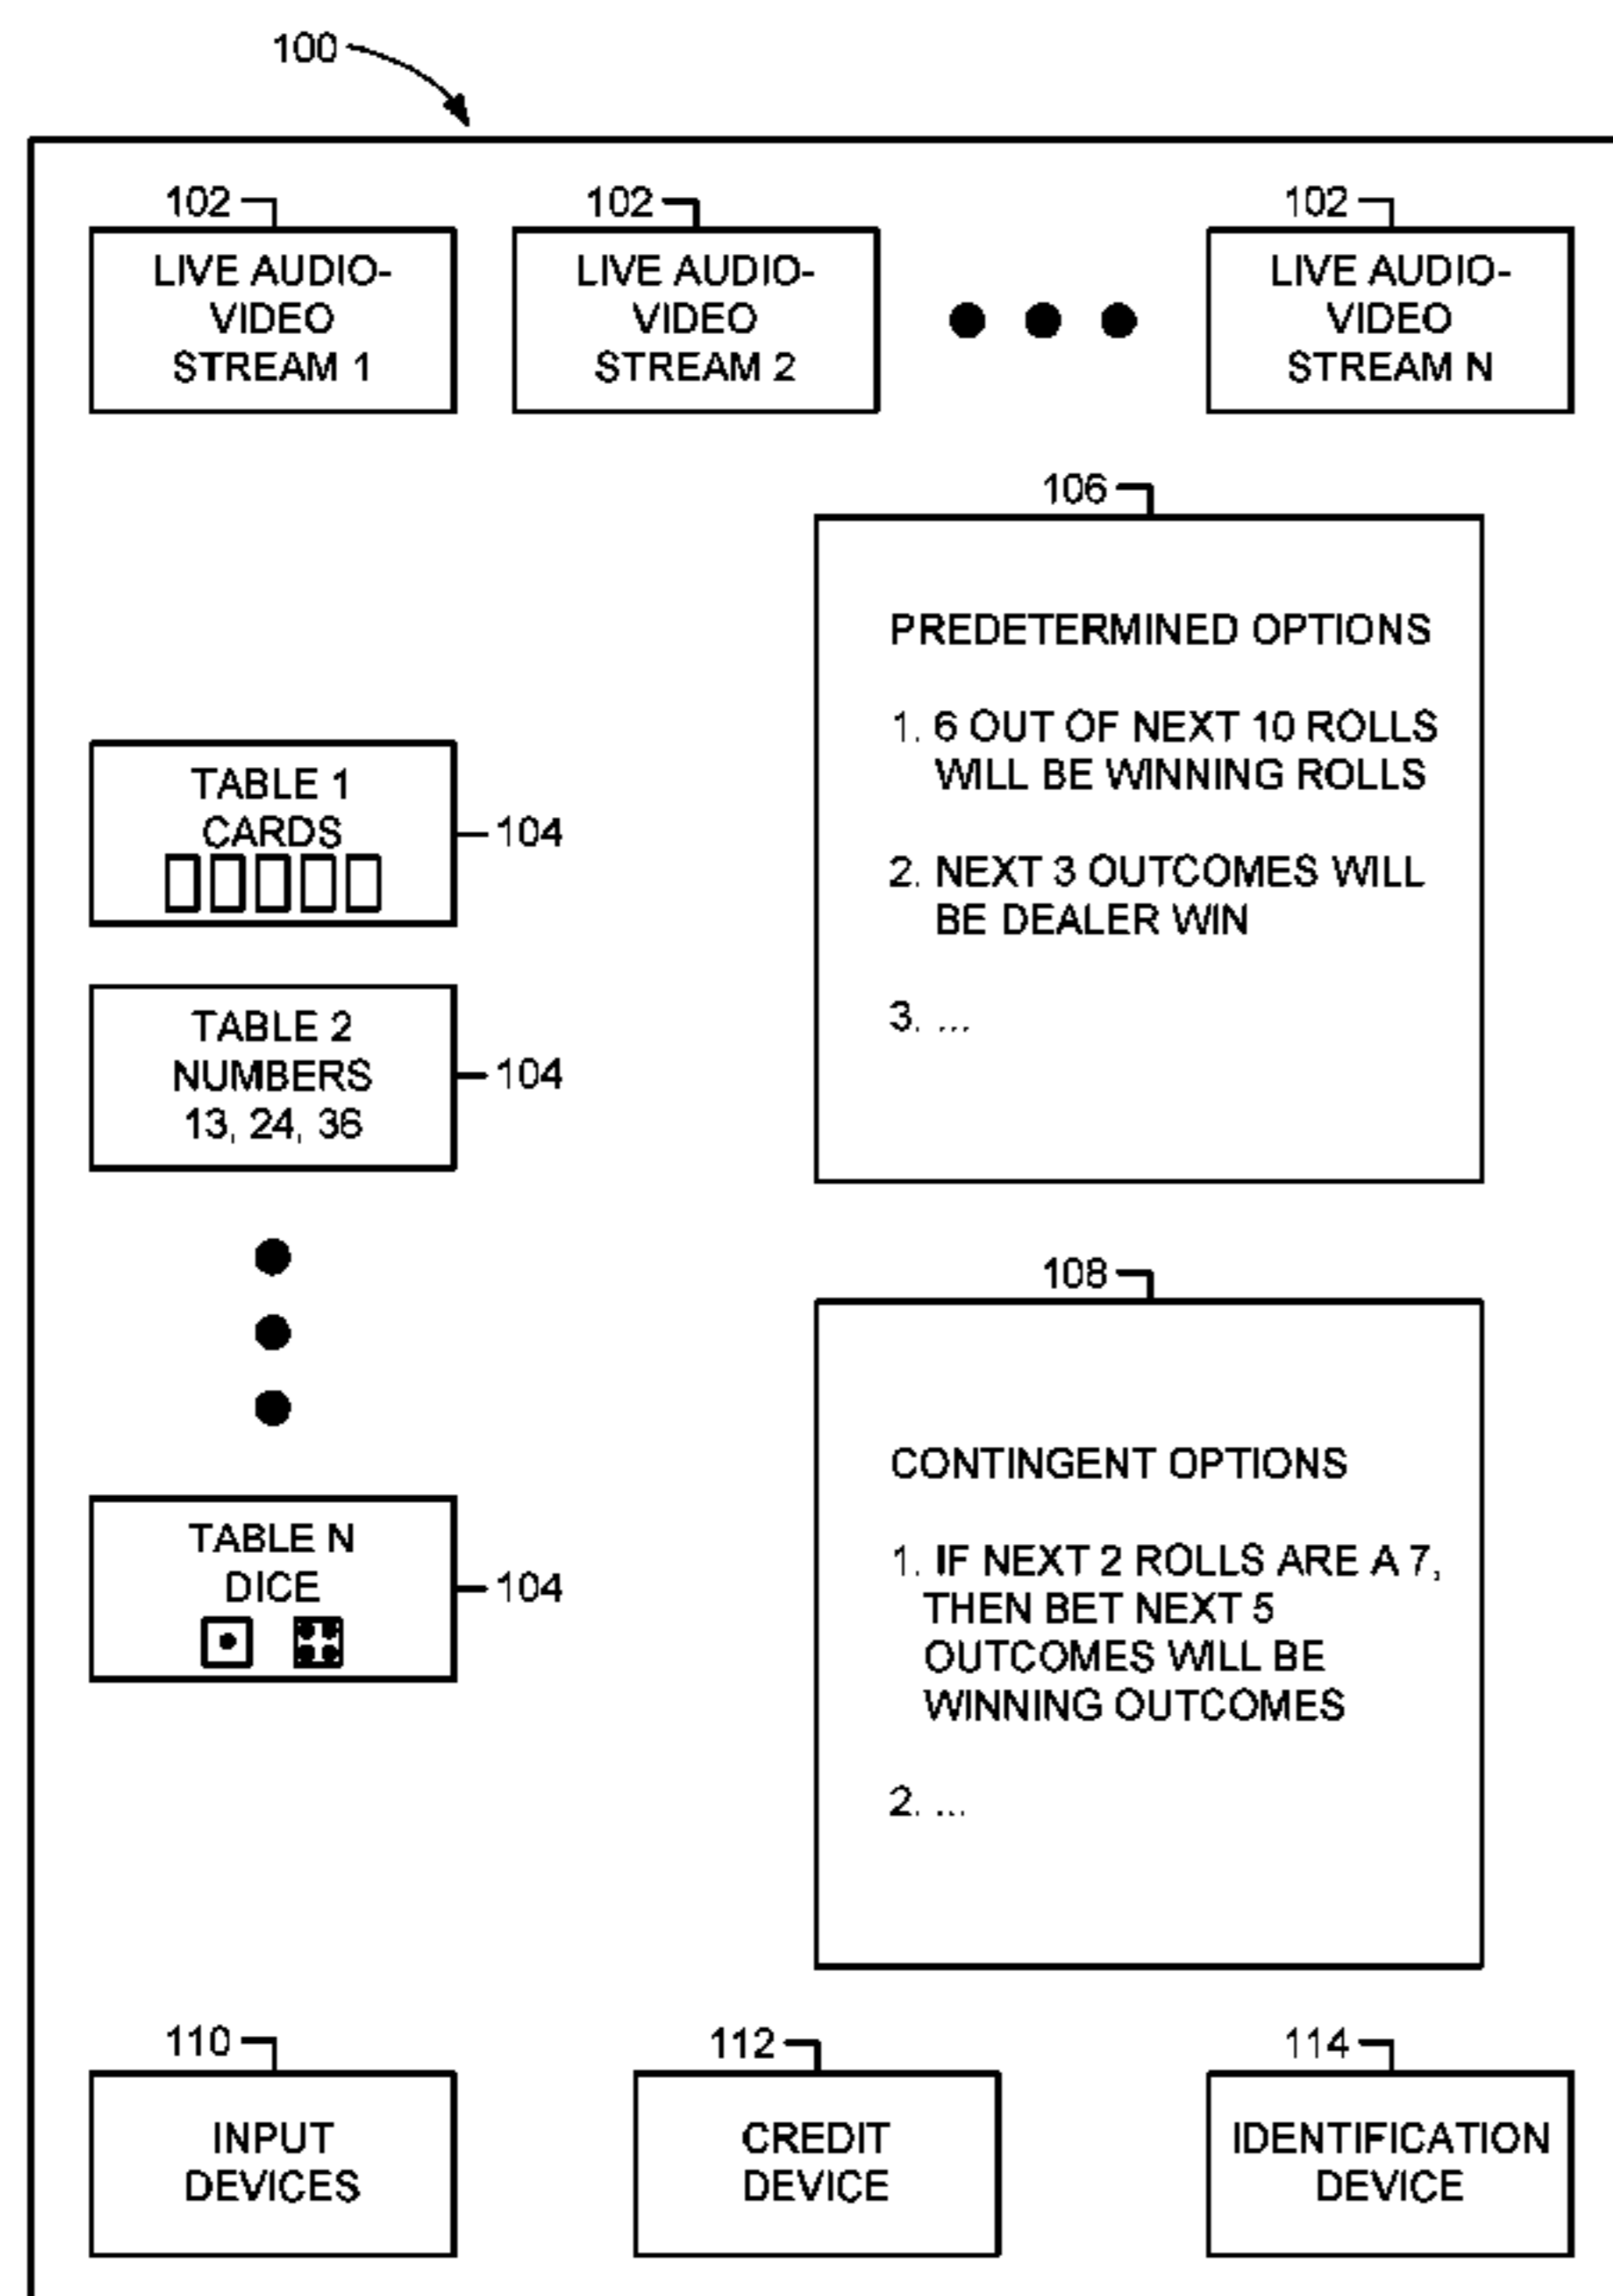 100
102
LIVE AUDIO-
VIDEO
STREAM 1
102
LIVE AUDIO-
VIDEO
STREAM 2
102
LIVE AUDIO-
VIDEO
STREAM N
106
PREDETERMINED OPTIONS
1. 6 OUT OF NEXT 10 ROLLS
WILL BE WINNING ROLLS
2. NEXT 3 OUTCOMES WILL
BE DEALER WIN
3. ...
TABLE 1
CARDS
104
TABLE 2
NUMBERS
13, 24, 36
104
TABLE N
DICE
104
108
CONTINGENT OPTIONS
1. IF NEXT 2 ROLLS ARE A 7,
THEN BET NEXT 5
OUTCOMES WILL BE
WINNING OUTCOMES
2. ...
110
INPUT
DEVICES
112
CREDIT
DEVICE
114
IDENTIFICATION
DEVICE